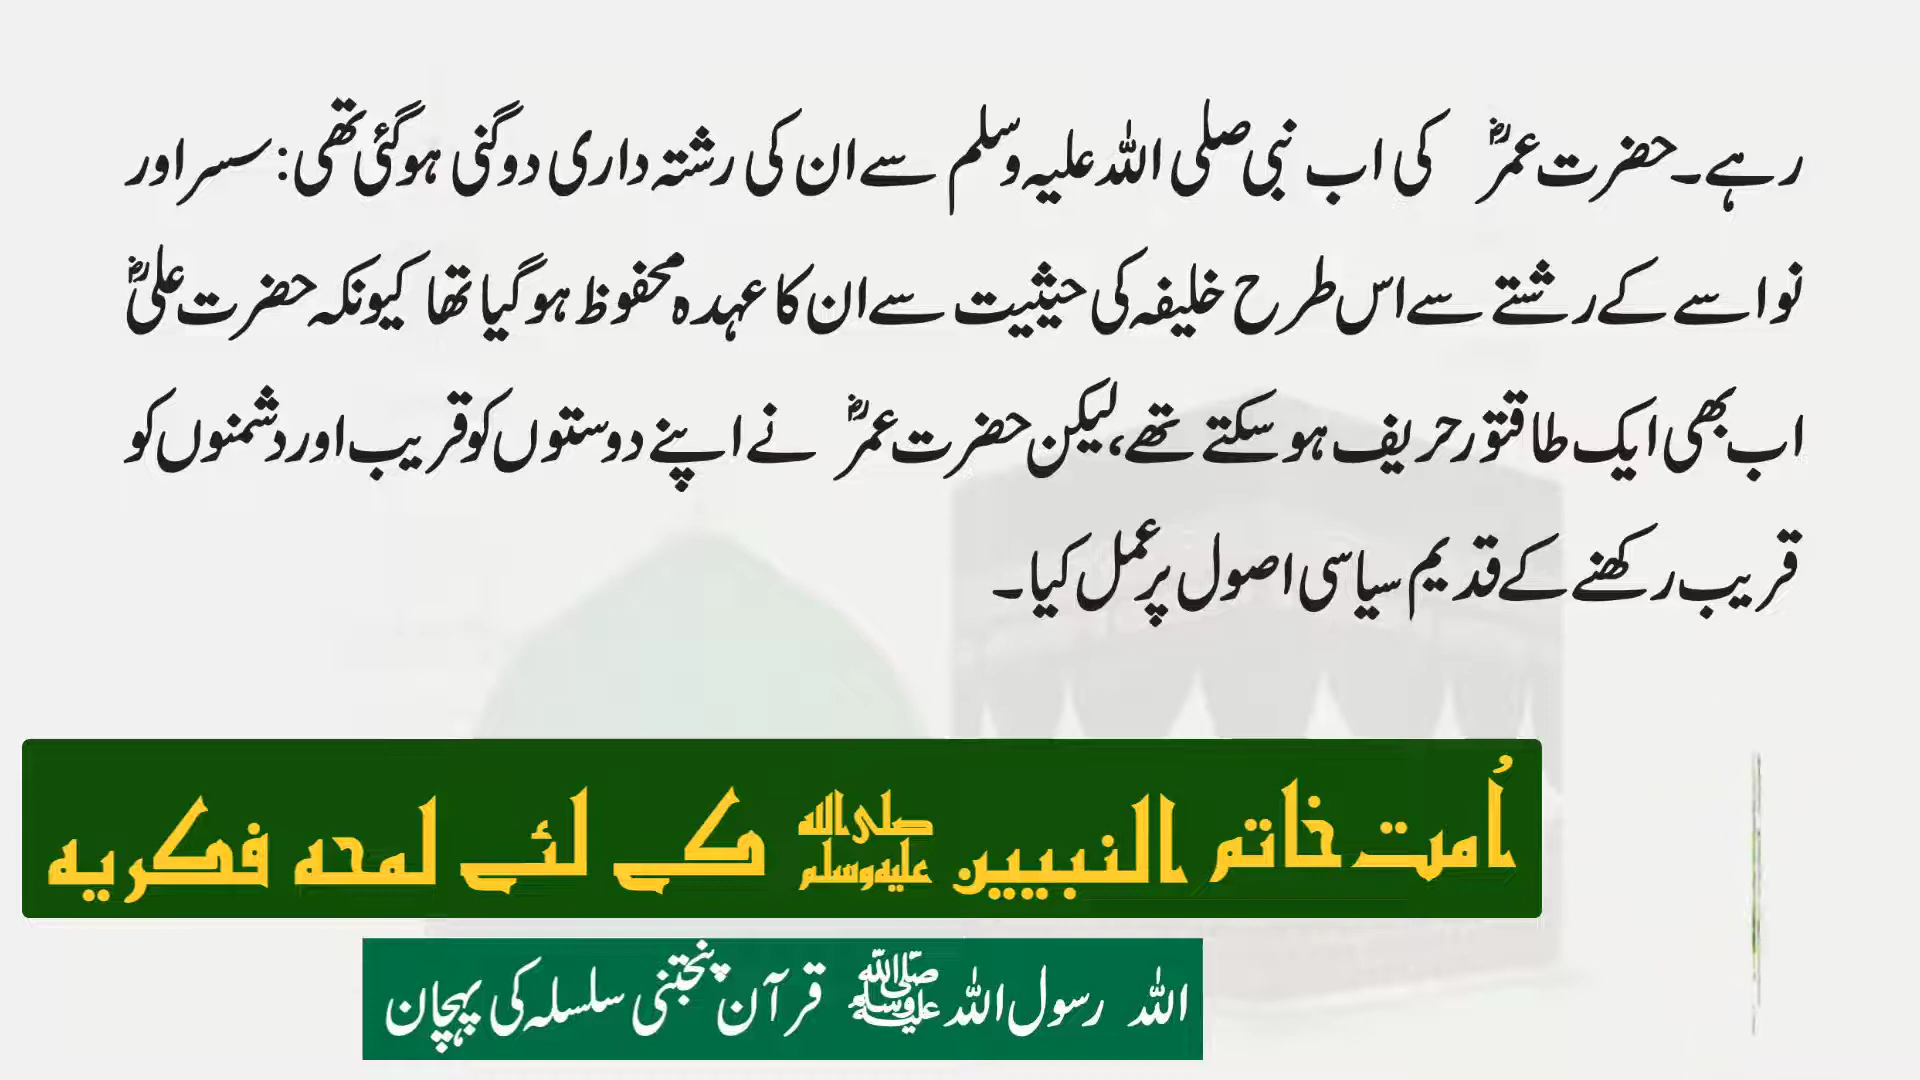 رہے۔حضرت عمرؓ کی اب نبی صلی اللہ علیہ وسلم سے ان کی رشتہ داری دوگنی ہوگئی تھی: سسر اور
نواسے کے رشتے سے اس طرح خلیفہ کی حیثیت سے ان کا عہدہ محفوظ ہوگیا تھا کیونکہ حضرت علیؓ
اب بھی ایک طاقتور حریف ہو سکتے تھے، لیکن حضرت عمرؓ نے اپنے دوستوں کو قریب اور دشمنوں کو
قریب رکھنے کے قدیم سیاسی اصول پر عمل کیا۔
اُمت خاتم النبیین صلی اللہ علیہ وسلم کے لئے لمحہ فکریہ
اللہ رسول اللہ ﷺ قرآن پنجتنی سلسلہ کی پہچان